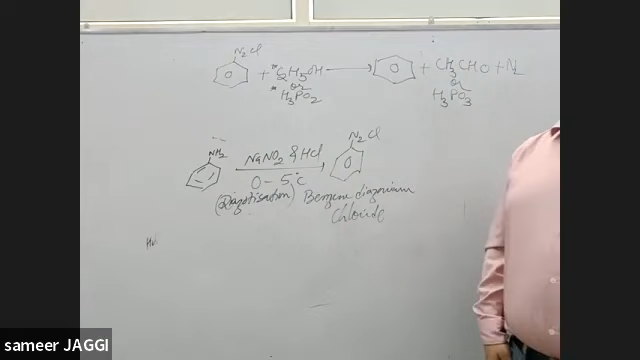 N2Cl
+ *C2H5OH → + CH3CHO + N2
or or
*H3PO2 H3PO3
N2Cl
NH2 NaNO2 & HCl
0 - 5°C
(Diazotisation) Benzene diazonium
Chloride
sameer JAGGI